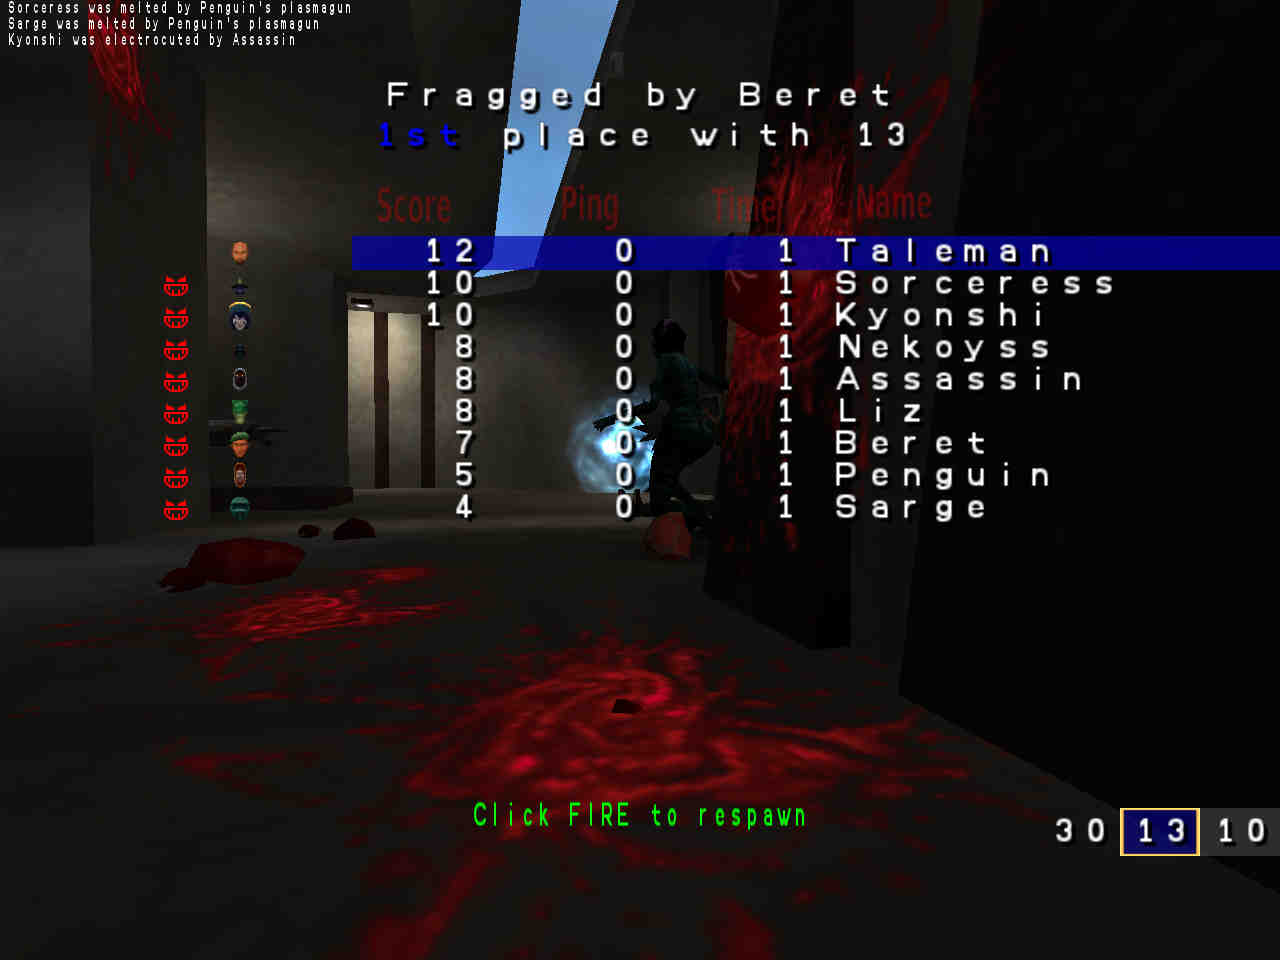 Sorceress was melted by Penguin's plasmagun
Sarge was melted by Penguin's plasmagun
Kyonshi was electrocuted by Assassin
Fragged by Beret
1st place with 13
Score Ping Time Name
12 0 1 Taleman
10 0 1 Sorceress
10 0 1 Kyonshi
8 0 1 Nekoyss
8 0 1 Assassin
8 0 1 Liz
7 0 1 Beret
5 0 1 Penguin
4 0 1 Sarge
Click FIRE to respawn
30 13 10